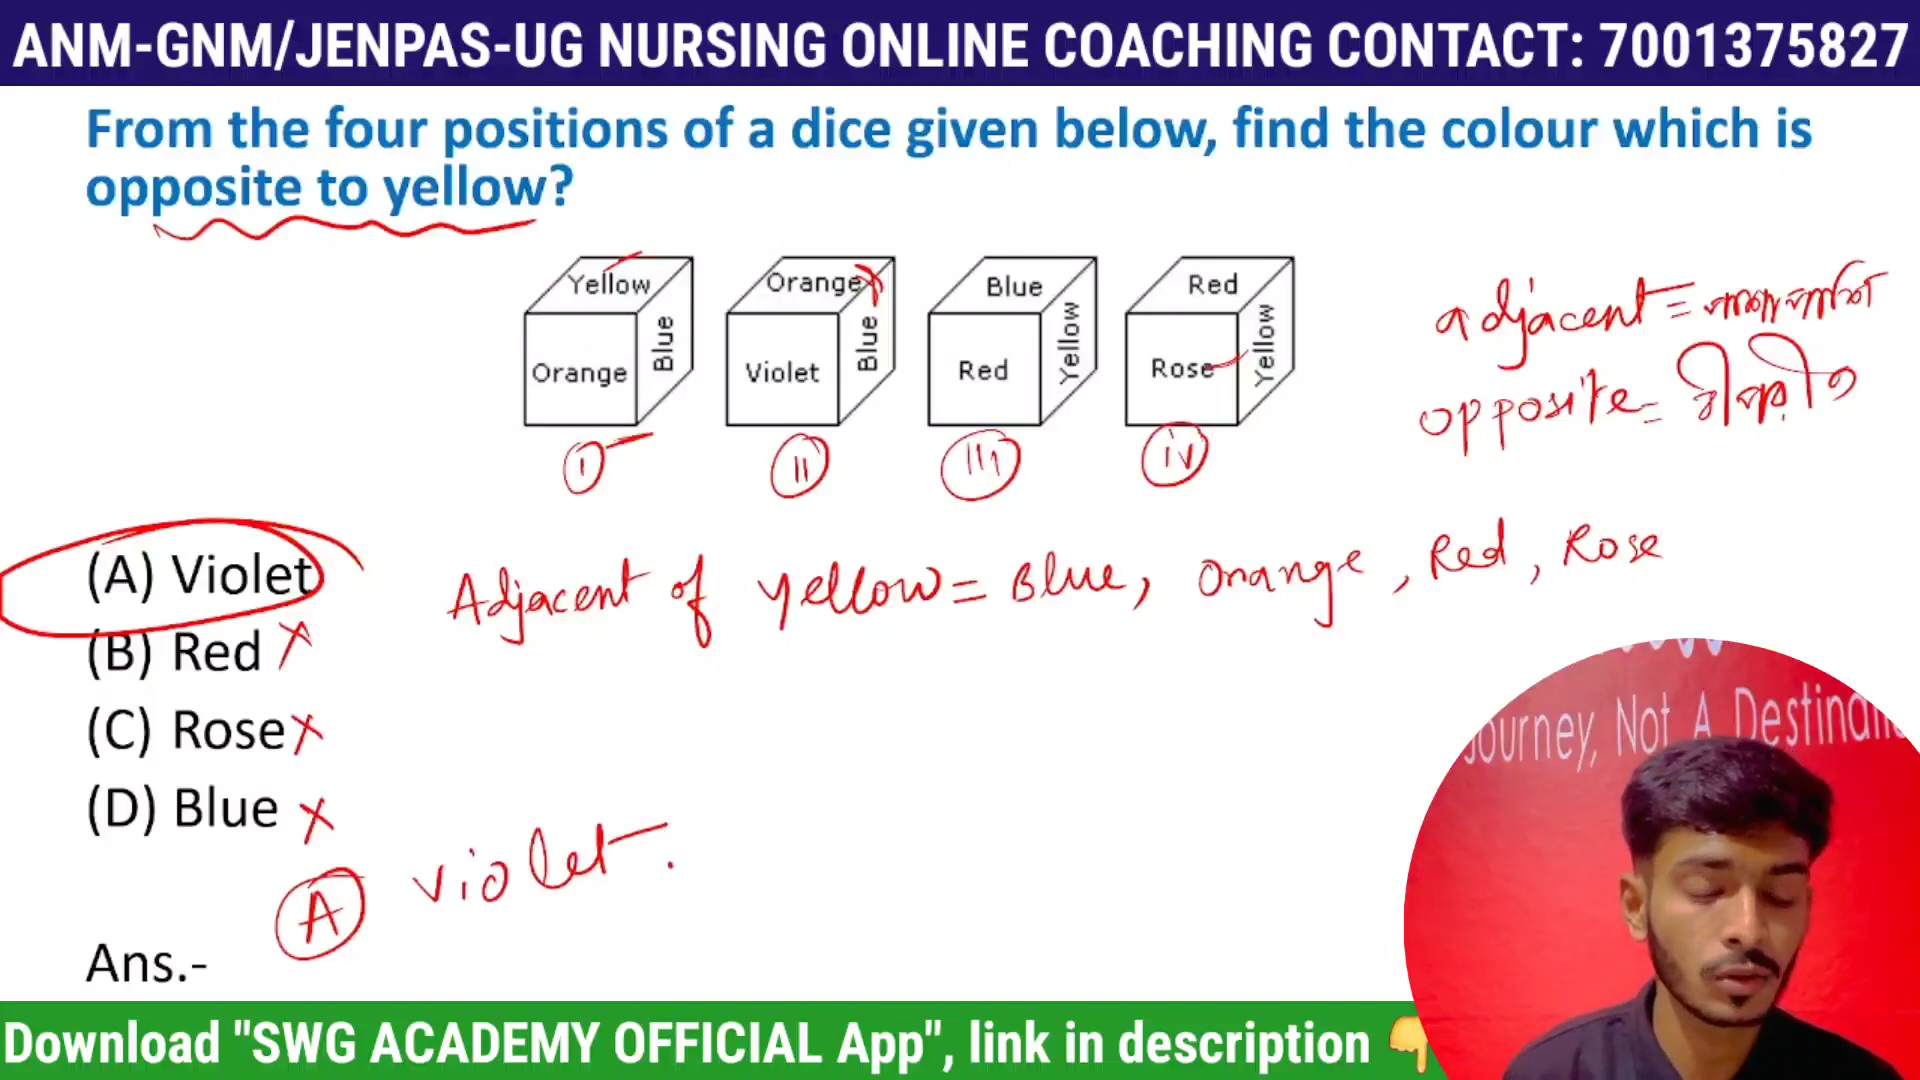 ANM-GNM/JENPAS-UG NURSING ONLINE COACHING CONTACT: 7001375827
From the four positions of a dice given below, find the colour which is
opposite to yellow?
Yellow Orange Blue
Orange Violet Blue
Blue Red Yellow
Red Rose Yellow
i ii iii iv
adjacent =
opposite =
(A) Violet
Adjacent of yellow = Blue, Orange, Red, Rose
(B) Red ×
(C) Rose ×
(D) Blue ×
A violet.
Ans.-
Journey, Not A
Download "SWG ACADEMY OFFICIAL App", link in description 👇